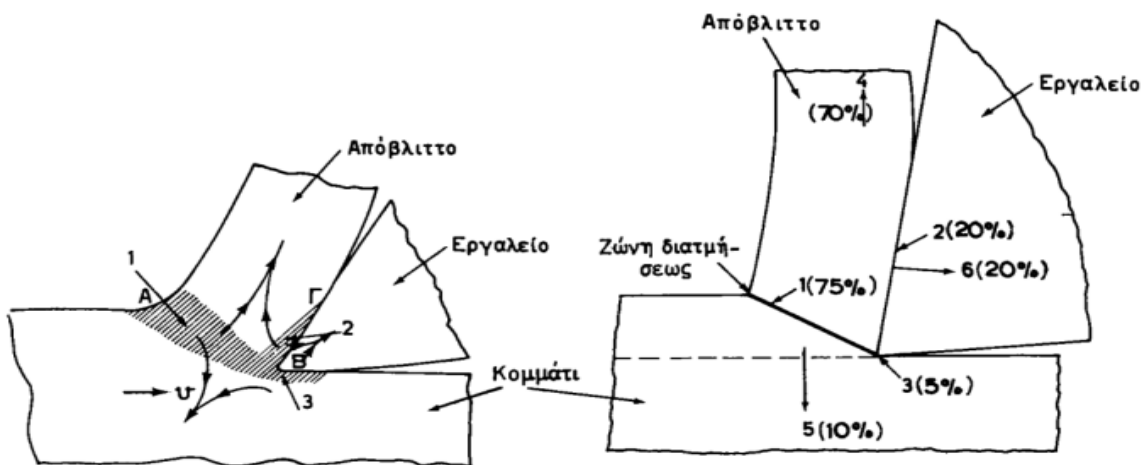 Απόβλιττο
Εργαλείο
1
Α
Γ
2
Β
3
υ
Κομμάτι
Απόβλιττο
4
(70%)
Εργαλείο
Ζώνη διατμή-
σεως
1(75%)
2(20%)
6(20%)
3(5%)
5(10%)